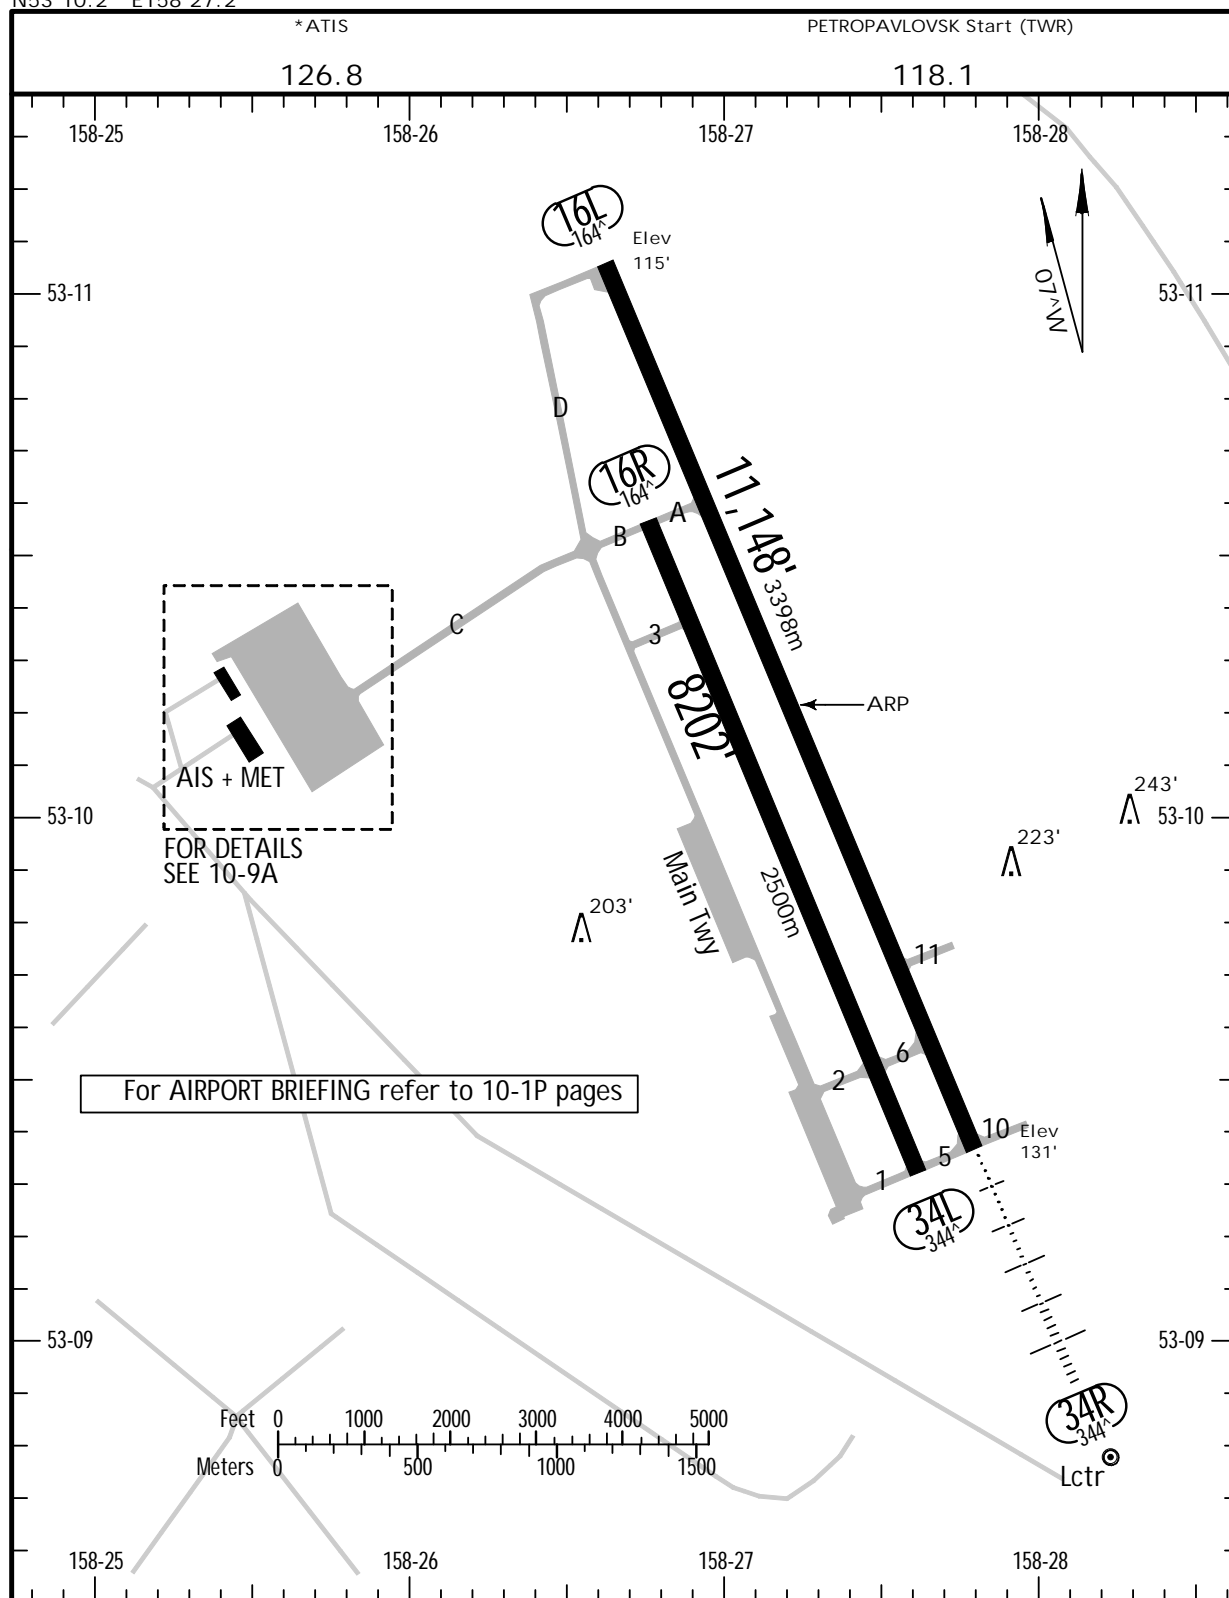 N53 10.2 E158 27.2
*ATIS
PETROPAVLOVSK Start (TWR)
126.8
118.1
158-25
158-26
158-27
158-28
16L
164^
Elev
115'
07^W
53-11
53-11
D
16R
164^
11,148'
3398m
A
B
C
3
8202'
ARP
AIS + MET
243'
53-10
53-10
FOR DETAILS
SEE 10-9A
223'
Main Twy
2500m
203'
11
6
2
For AIRPORT BRIEFING refer to 10-1P pages
10
Elev
131'
5
1
34L
344^
53-09
53-09
34R
344^
Feet 0 1000 2000 3000 4000 5000
Meters 0 500 1000 1500
Lctr
158-25
158-26
158-27
158-28